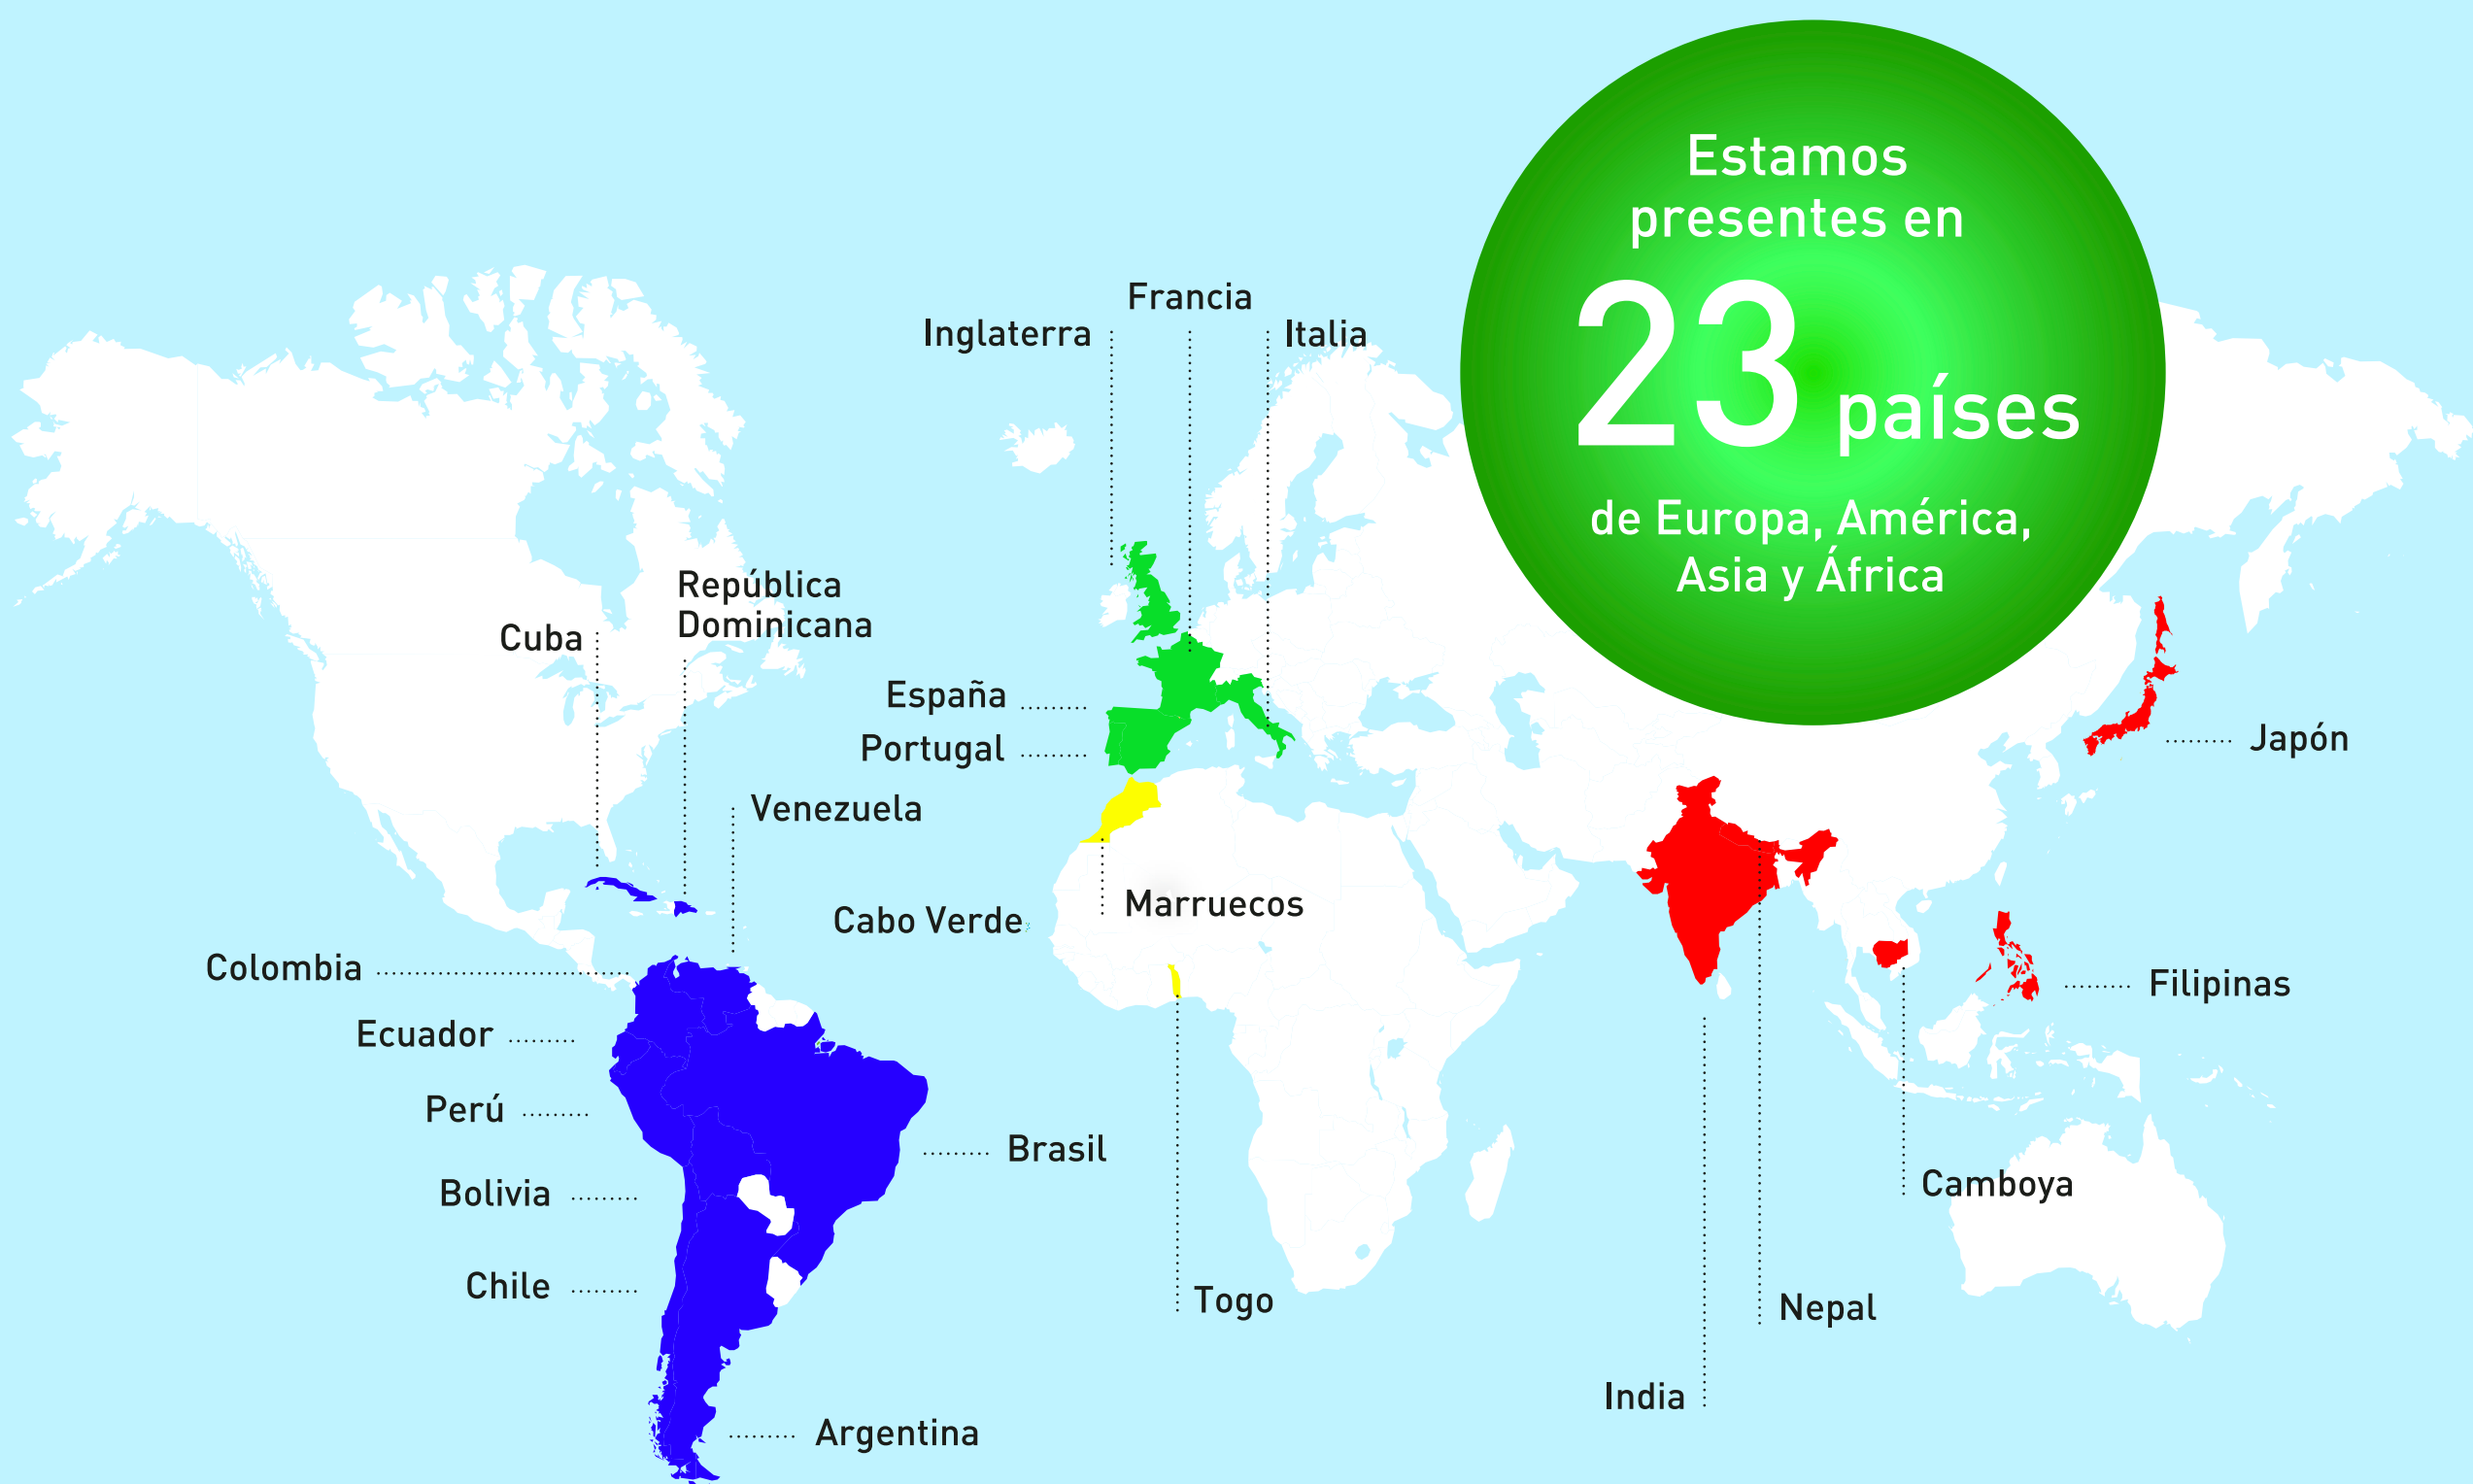 Estamos
presentes en
23 países
de Europa, América,
Asia y África
Francia
Inglaterra
Italia
República
Dominicana
Cuba
España
Portugal
Japón
Venezuela
Marruecos
Cabo Verde
Colombia
Filipinas
Ecuador
Perú
Brasil
Camboya
Bolivia
Chile
Togo
Nepal
India
Argentina